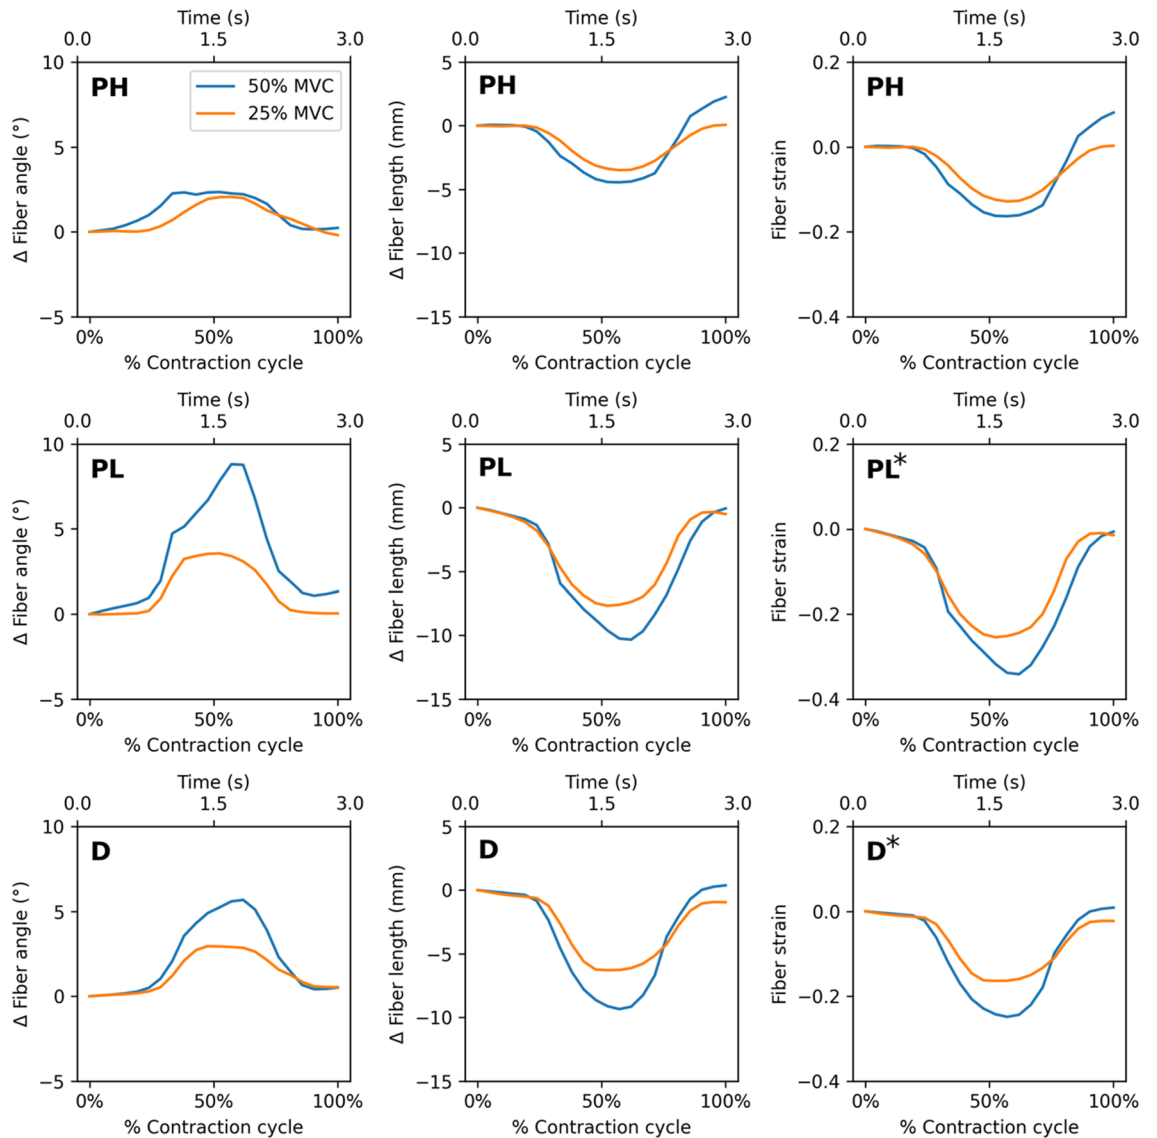 Time (s) Time (s) Time (s)
0.0 1.5 3.0 0.0 1.5 3.0 0.0 1.5 3.0
10 5 0.2
PH PH PH
50% MVC
25% MVC
5 0 0.0
0 −5 −0.2
−10
−5 −15 −0.4
Δ Fiber angle (°) Δ Fiber length (mm) Fiber strain
0% 50% 100% 0% 50% 100% 0% 50% 100%
% Contraction cycle % Contraction cycle % Contraction cycle
Time (s) Time (s) Time (s)
0.0 1.5 3.0 0.0 1.5 3.0 0.0 1.5 3.0
10 5 0.2
PL PL PL*
5 0 0.0
0 −5 −0.2
−10
−5 −15 −0.4
Δ Fiber angle (°) Δ Fiber length (mm) Fiber strain
0% 50% 100% 0% 50% 100% 0% 50% 100%
% Contraction cycle % Contraction cycle % Contraction cycle
Time (s) Time (s) Time (s)
0.0 1.5 3.0 0.0 1.5 3.0 0.0 1.5 3.0
10 5 0.2
D D D*
5 0 0.0
0 −5 −0.2
−10
−5 −15 −0.4
Δ Fiber angle (°) Δ Fiber length (mm) Fiber strain
0% 50% 100% 0% 50% 100% 0% 50% 100%
% Contraction cycle % Contraction cycle % Contraction cycle